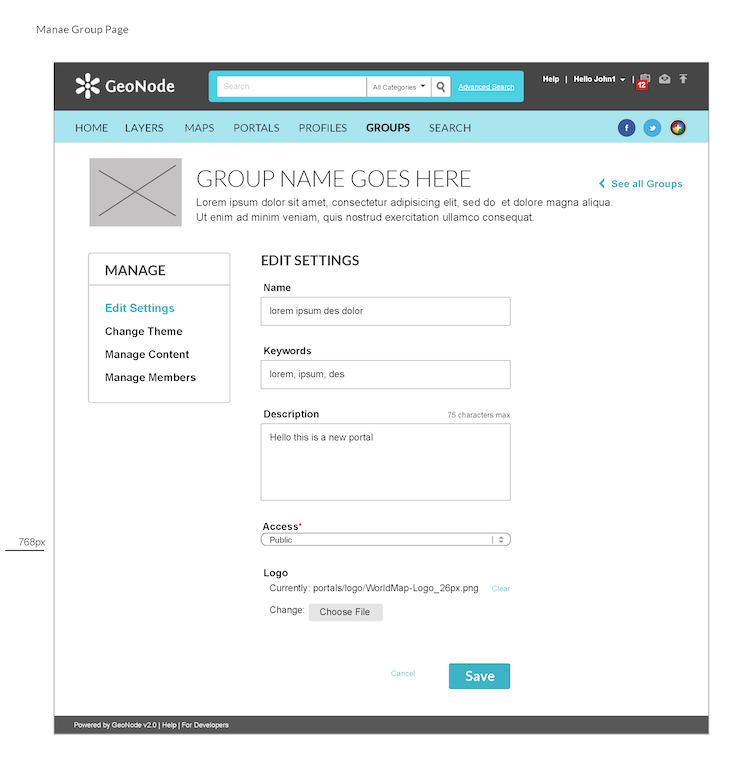 Manae Group Page
GeoNode
Search
All Categories
Advanced Search
Help | Hello John1 |
12
HOME LAYERS MAPS PORTALS PROFILES GROUPS SEARCH
f
GROUP NAME GOES HERE
See all Groups
Lorem ipsum dolor sit amet, consectetur adipisicing elit, sed do et dolore magna aliqua.
Ut enim ad minim veniam, quis nostrud exercitation ullamco consequat.
MANAGE
Edit Settings
Change Theme
Manage Content
Manage Members
EDIT SETTINGS
Name
lorem ipsum des dolor
Keywords
lorem, ipsum, des
Description 75 characters max
Hello this is a new portal
Access*
Public
768px
Logo
Currently: portals/logo/WorldMap-Logo_26px.png Clear
Change: Choose File
Cancel Save
Powered by GeoNode v2.0 | Help | For Developers